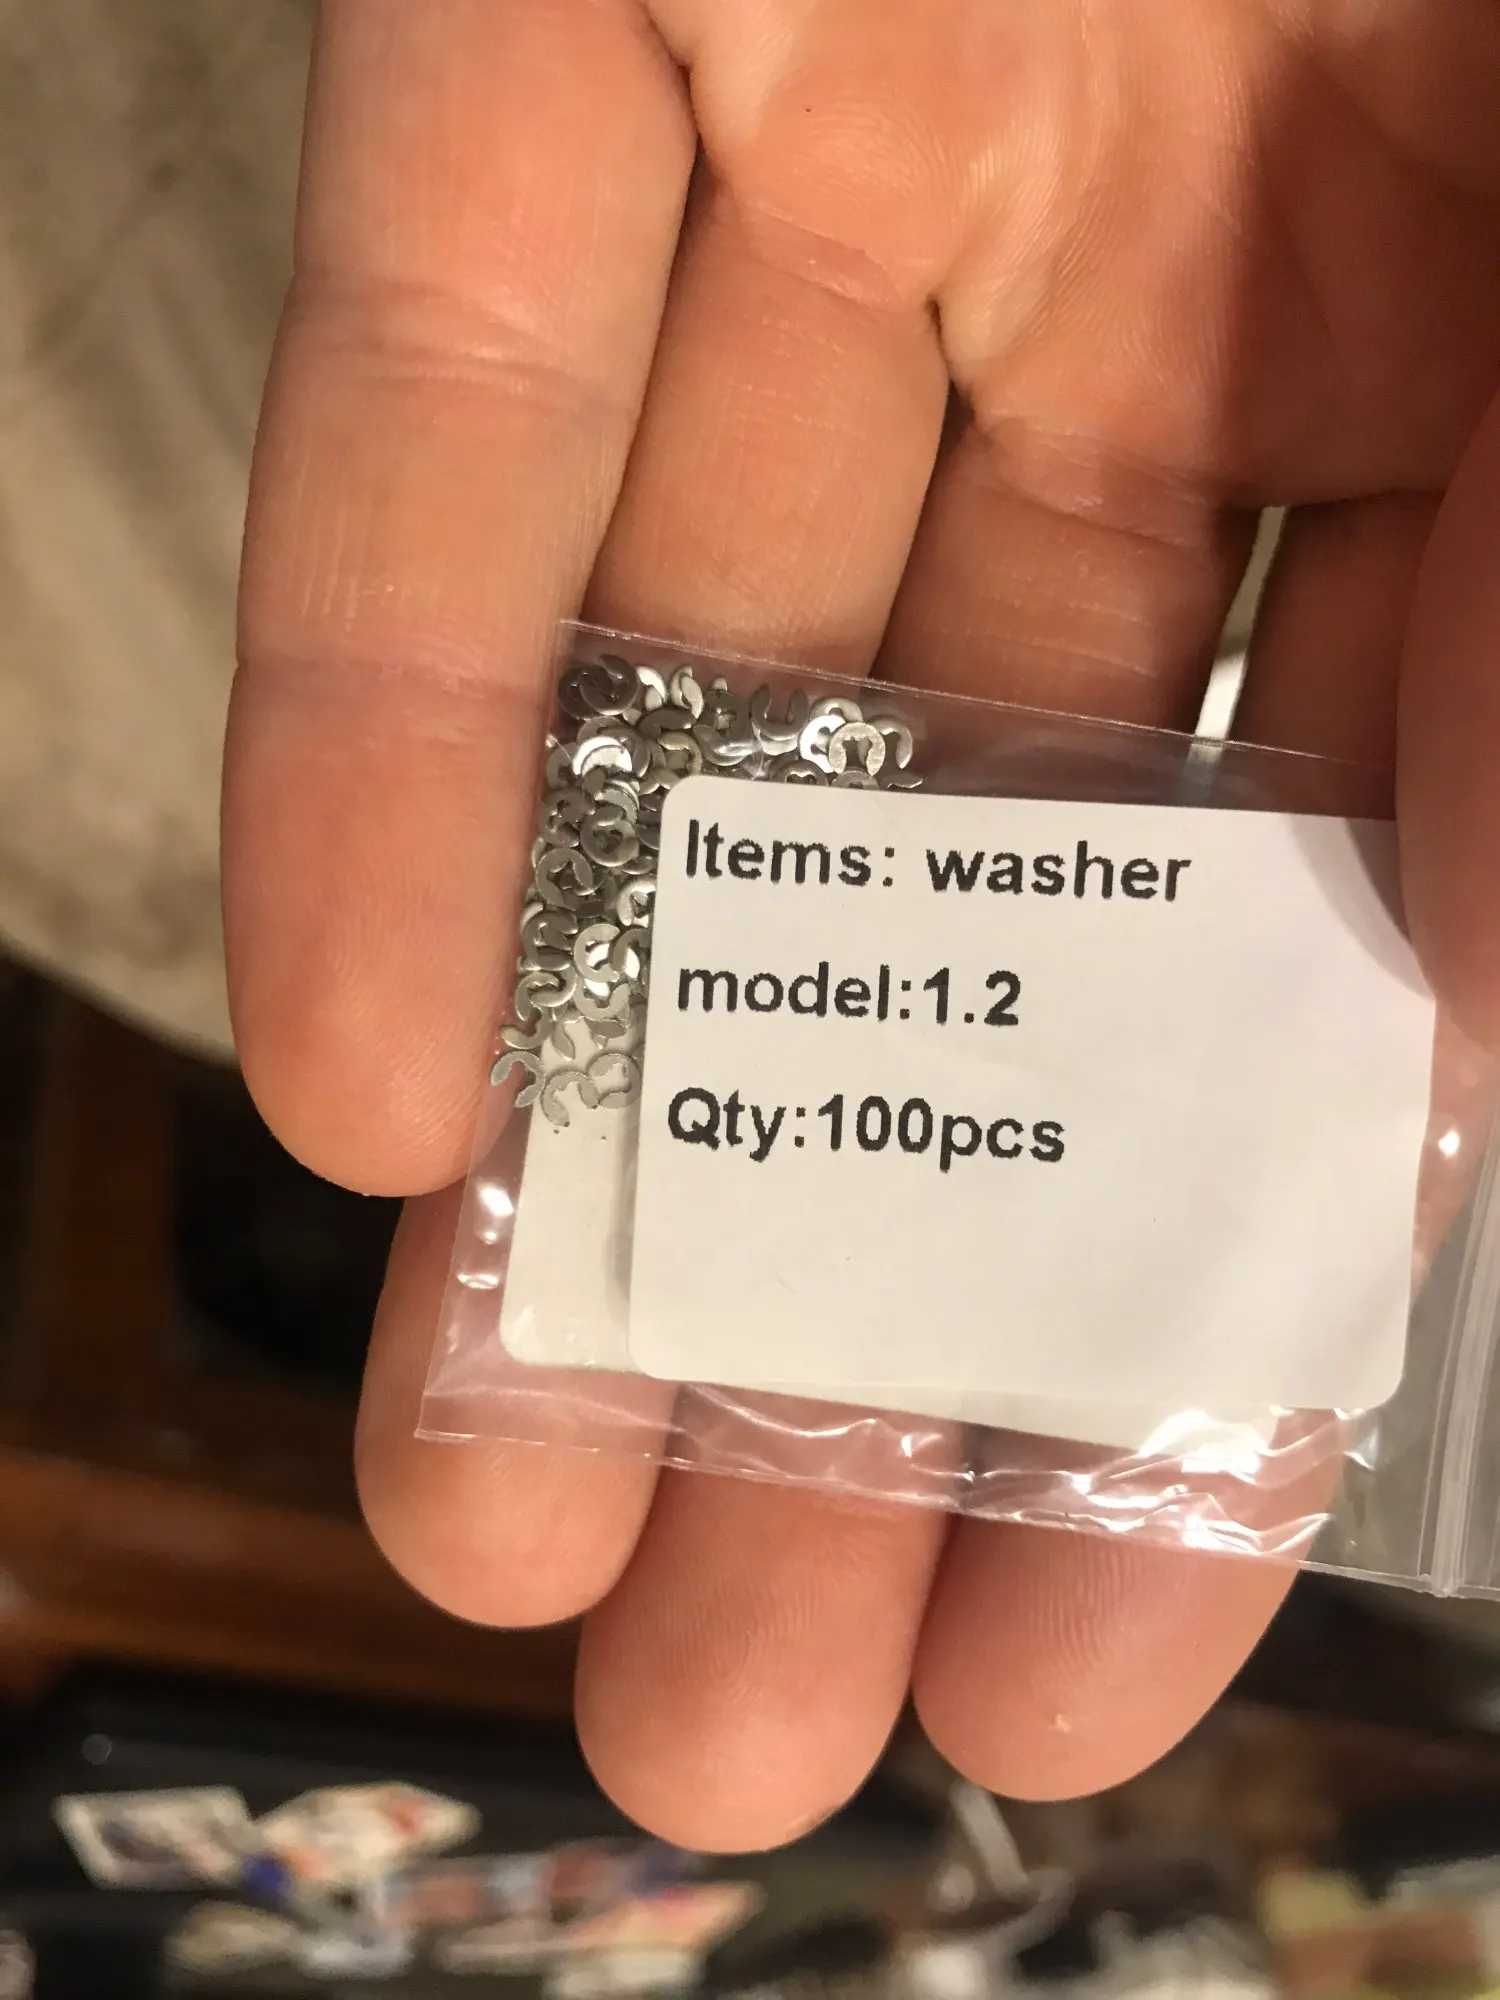 Items: washer
model:1.2
Qty:100pcs